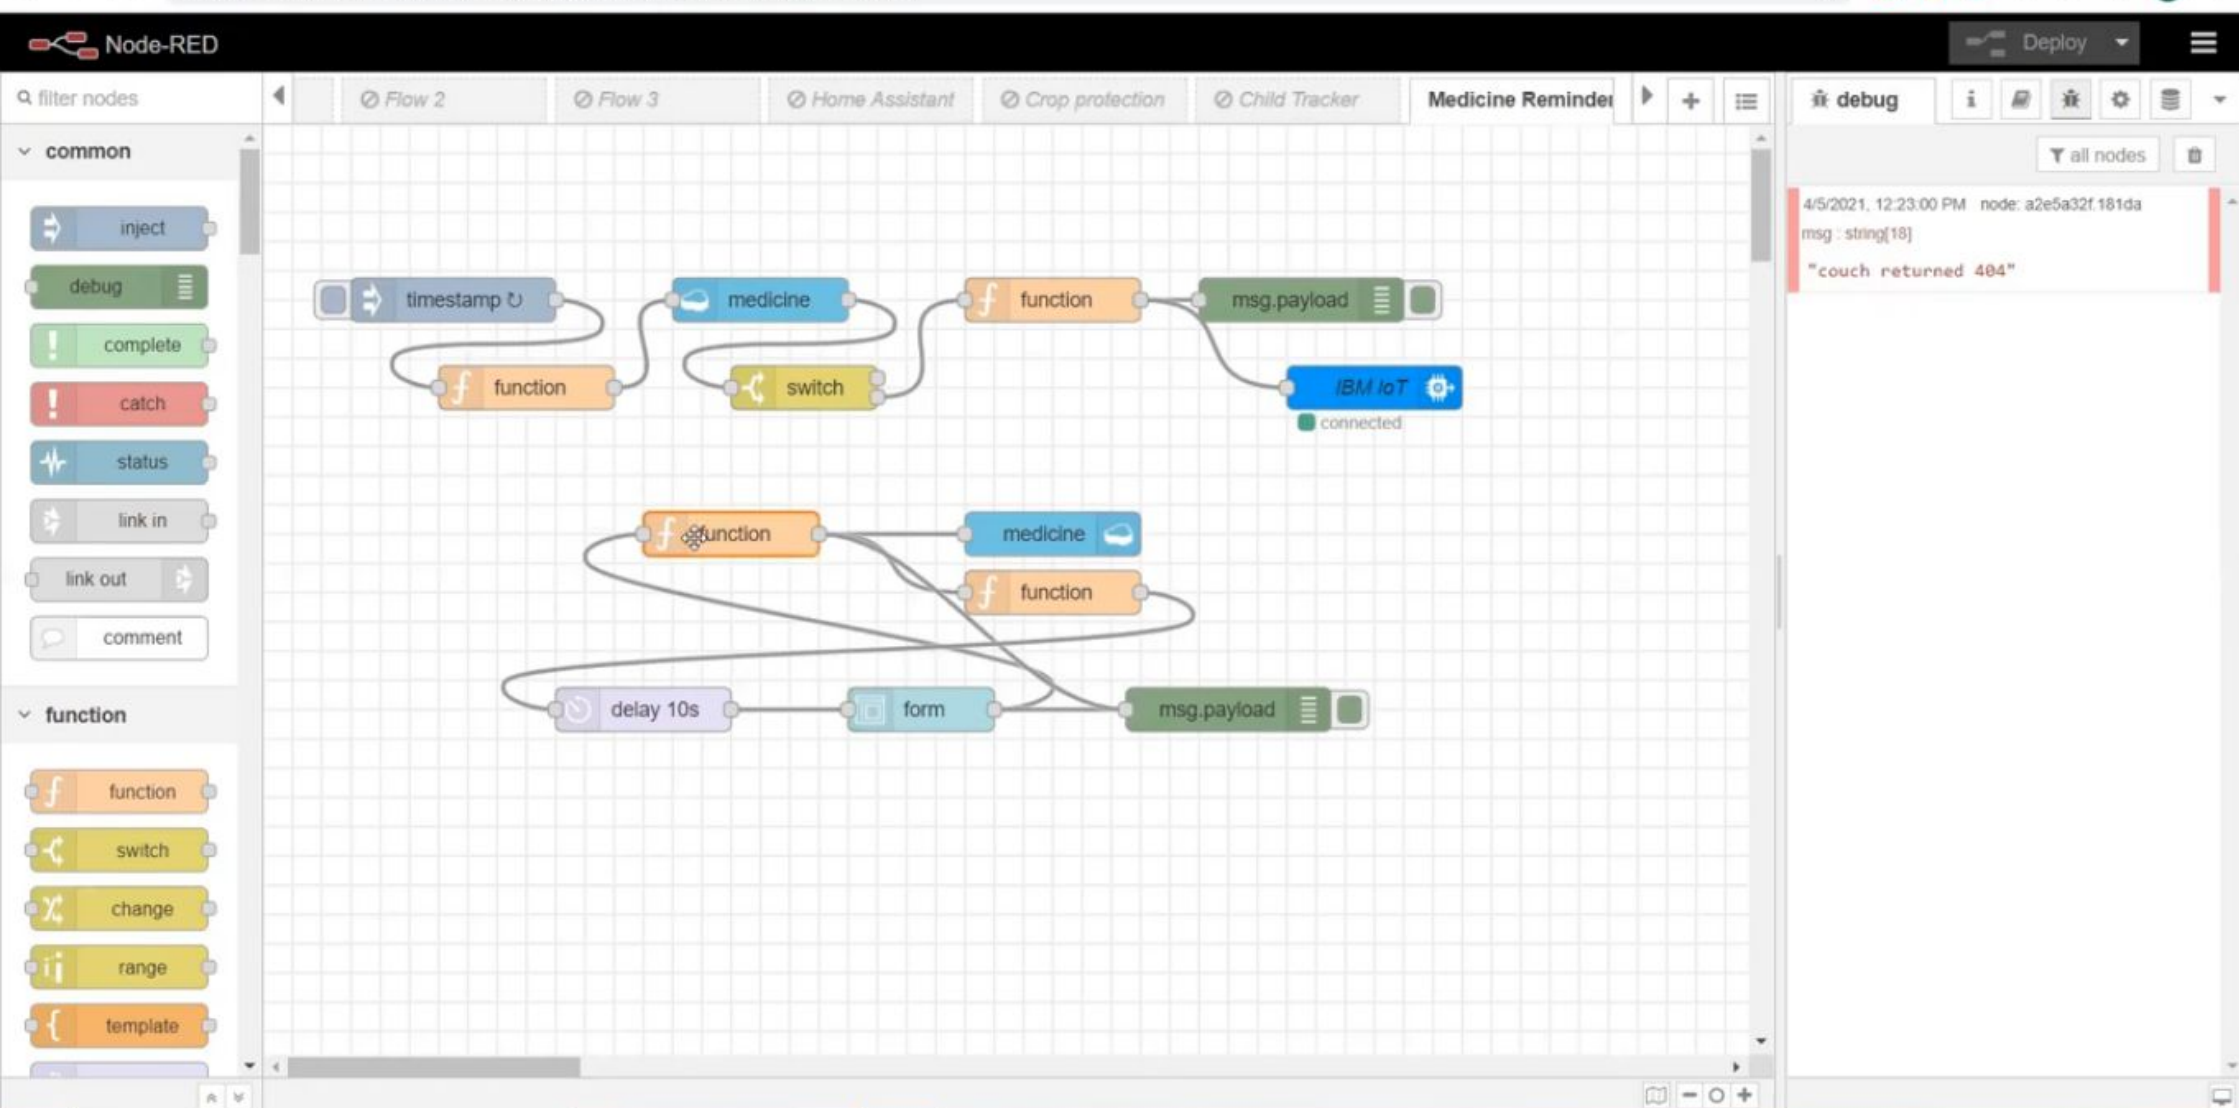 Node-RED
Deploy
filter nodes
Flow 2
Flow 3
Home Assistant
Crop protection
Child Tracker
Medicine Reminder
debug
i
all nodes
common
inject
debug
complete
catch
status
link in
link out
comment
function
function
switch
change
range
template
timestamp ↻
medicine
function
msg.payload
function
switch
IBM IoT
connected
function
medicine
function
delay 10s
form
msg.payload
4/5/2021, 12:23:00 PM node: a2e5a32f.181da
msg : string[18]
"couch returned 404"